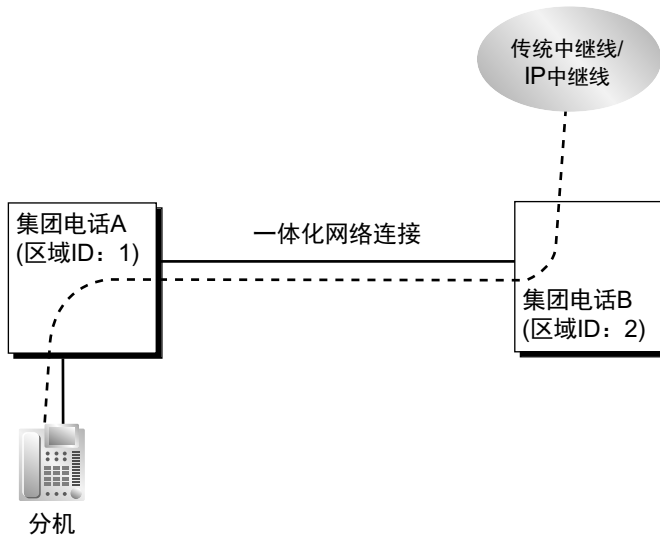 传统中继线/
IP中继线
集团电话A
(区域ID：1)
一体化网络连接
集团电话B
(区域ID：2)
分机